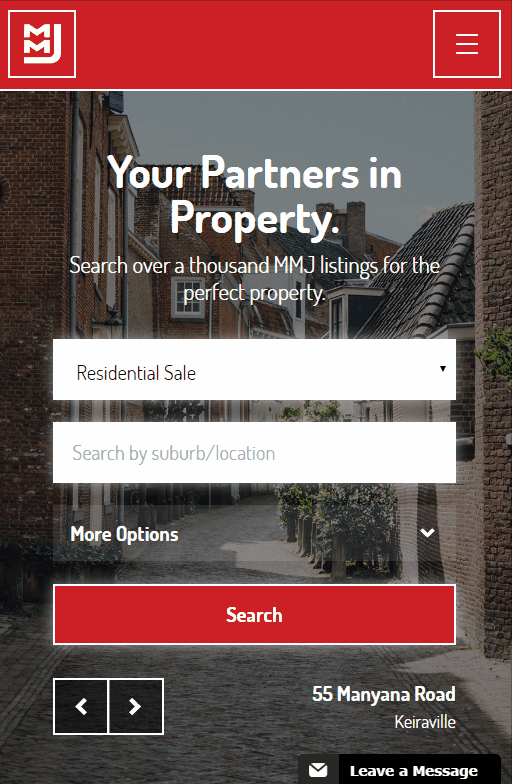 MMJ
Your Partners in
Property.
Search over a thousand MMJ listings for the
perfect property.
Residential Sale
Search by suburb/location
More Options
Search
55 Manyana Road
Keiraville
Leave a Message